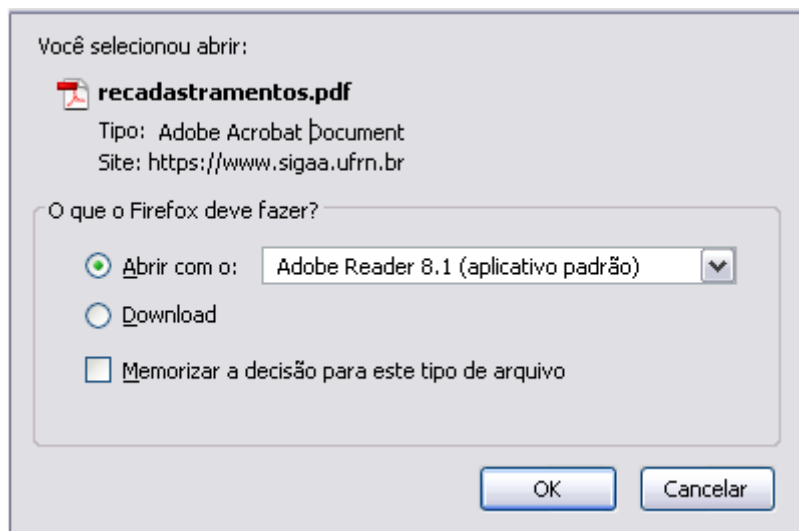 Você selecionou abrir:
recadastramentos.pdf
Tipo: Adobe Acrobat Document
Site: https://www.sigaa.ufrn.br
O que o Firefox deve fazer?
Abrir com o: Adobe Reader 8.1 (aplicativo padrão)
Download
Memorizar a decisão para este tipo de arquivo
OK Cancelar